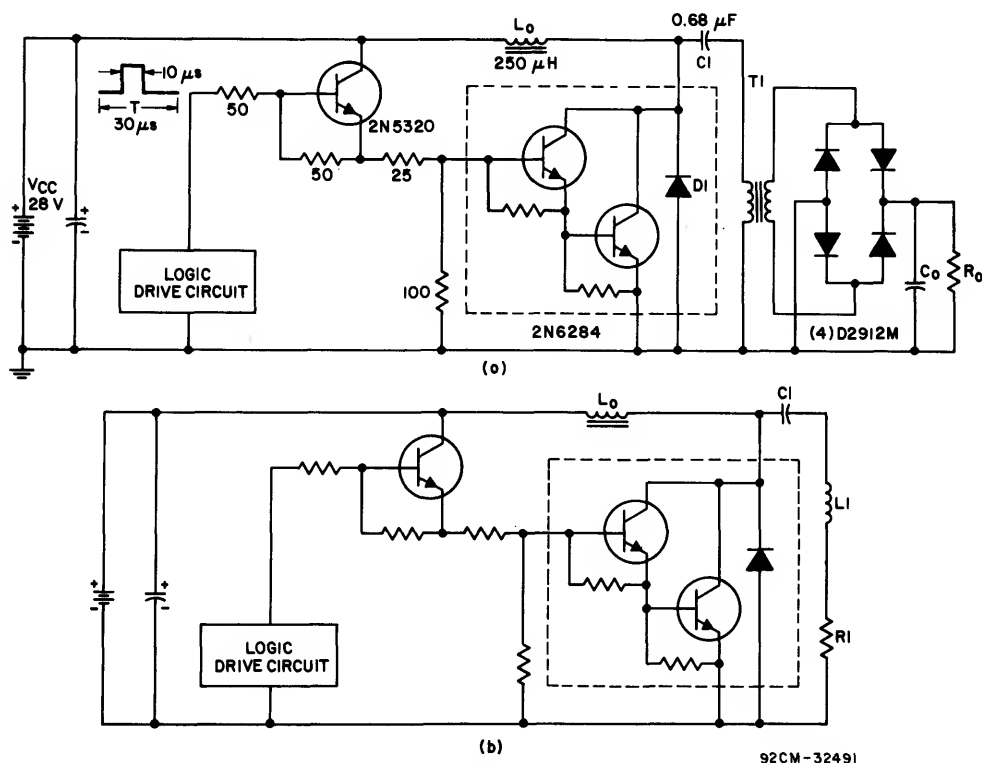 L₀
250 μH
0.68 μF
C1
T1
10 μs
T
30 μs
50
2N5320
50
25
VCC
28 V
+
-
+
-
D1
LOGIC
DRIVE CIRCUIT
100
C₀
R₀
2N6284
(4) D2912M
(a)
L₀
C1
L1
+
-
+
-
R1
LOGIC
DRIVE CIRCUIT
(b)
92CM-32491